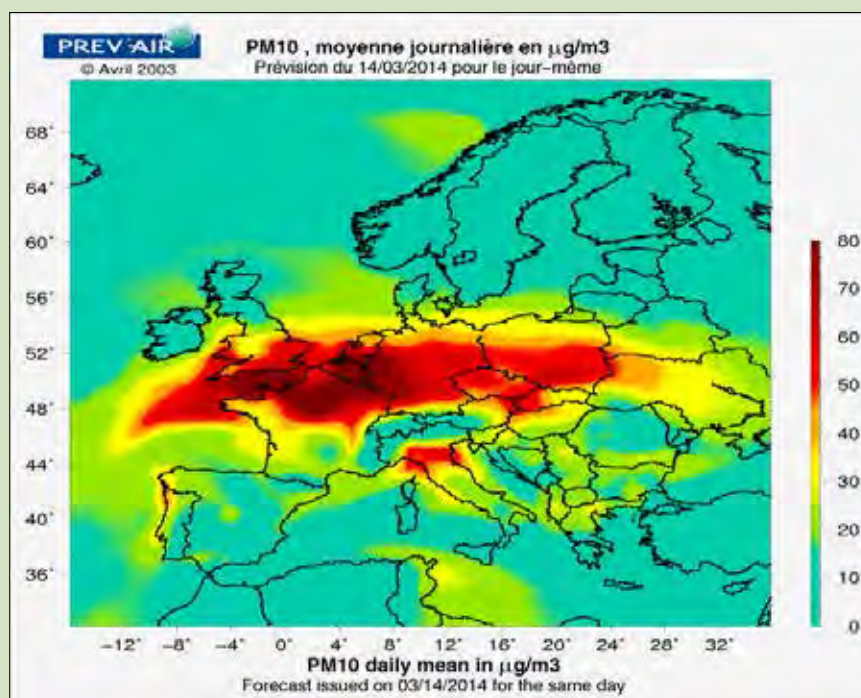 PREV'AIR
© Avril 2003
PM10 , moyenne journalière en µg/m3
Prévision du 14/03/2014 pour le jour-même
68°
64°
60°
56°
52°
48°
44°
40°
36°
80
70
60
50
40
30
20
10
0
-12° -8° -4° 0° 4° 8° 12° 16° 20° 24° 28° 32°
PM10 daily mean in µg/m3
Forecast issued on 03/14/2014 for the same day